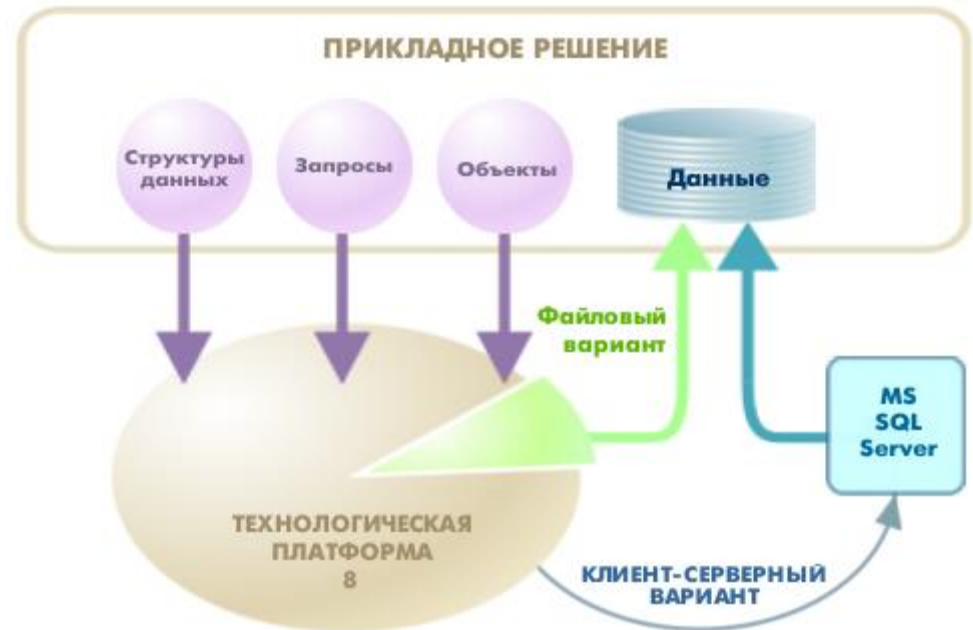 ПРИКЛАДНОЕ РЕШЕНИЕ
Структуры
данных
Запросы
Объекты
Данные
Файловый
вариант
MS
SQL
Server
ТЕХНОЛОГИЧЕСКАЯ
ПЛАТФОРМА
8
КЛИЕНТ-СЕРВЕРНЫЙ
ВАРИАНТ